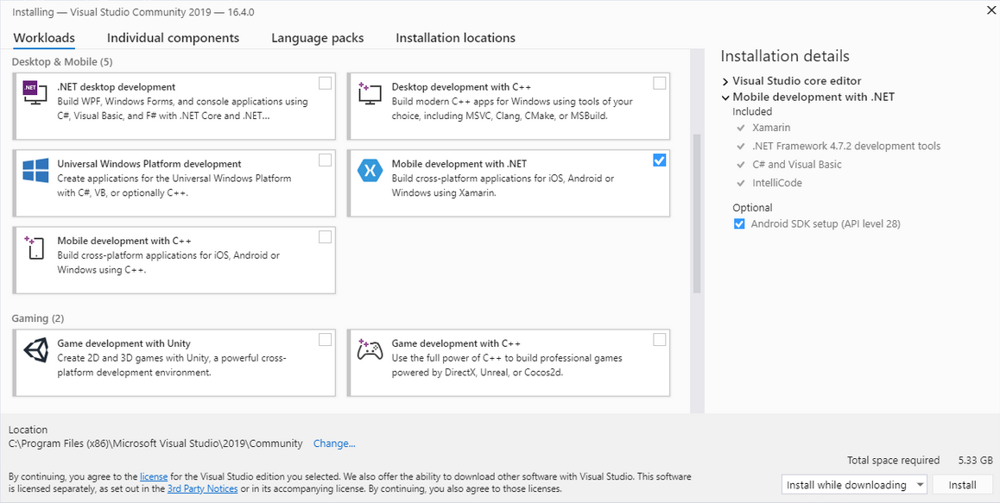 Installing — Visual Studio Community 2019 — 16.4.0
Workloads
Individual components
Language packs
Installation locations
Desktop & Mobile (5)
.NET
.NET desktop development
Build WPF, Windows Forms, and console applications using
C#, Visual Basic, and F# with .NET Core and .NET...
Desktop development with C++
Build modern C++ apps for Windows using tools of your
choice, including MSVC, Clang, CMake, or MSBuild.
Universal Windows Platform development
Create applications for the Universal Windows Platform
with C#, VB, or optionally C++.
Mobile development with .NET
Build cross-platform applications for iOS, Android or
Windows using Xamarin.
Mobile development with C++
Build cross-platform applications for iOS, Android or
Windows using C++.
Gaming (2)
Game development with Unity
Create 2D and 3D games with Unity, a powerful cross-
platform development environment.
Game development with C++
Use the full power of C++ to build professional games
powered by DirectX, Unreal, or Cocos2d.
Installation details
Visual Studio core editor
Mobile development with .NET
Included
Xamarin
.NET Framework 4.7.2 development tools
C# and Visual Basic
IntelliCode
Optional
Android SDK setup (API level 28)
Location
C:\Program Files (x86)\Microsoft Visual Studio\2019\Community Change...
Total space required 5.33 GB
By continuing, you agree to the license for the Visual Studio edition you selected. We also offer the ability to download other software with Visual Studio. This software
is licensed separately, as set out in the 3rd Party Notices or in its accompanying license. By continuing, you also agree to those licenses.
Install while downloading
Install